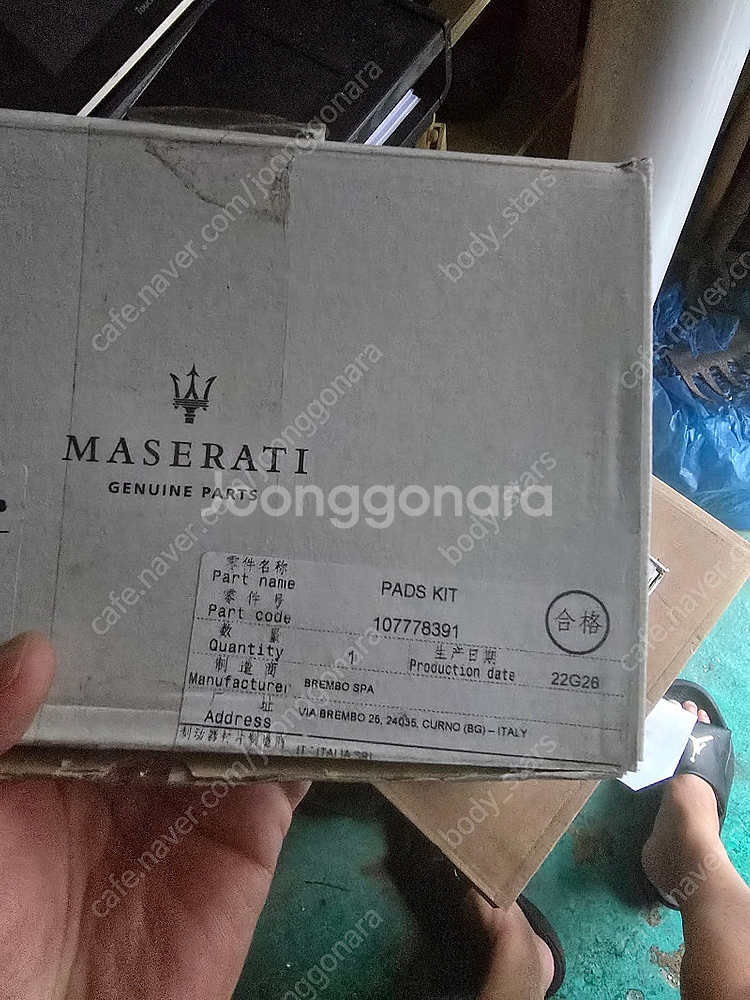 MASERATI
GENUINE PARTS
Joonggonara
零件名称
Part name
PADS KIT
零件号
Part code
107778391
合格
数量
Quantity
1
生产日期
Production date
22G26
制造商
Manufacturer
BREMBO SPA
址
Address
VIA BREMBO 25, 24035, CURNO (BG) – ITALY
cafe.naver.com/joonggonara
body_stars